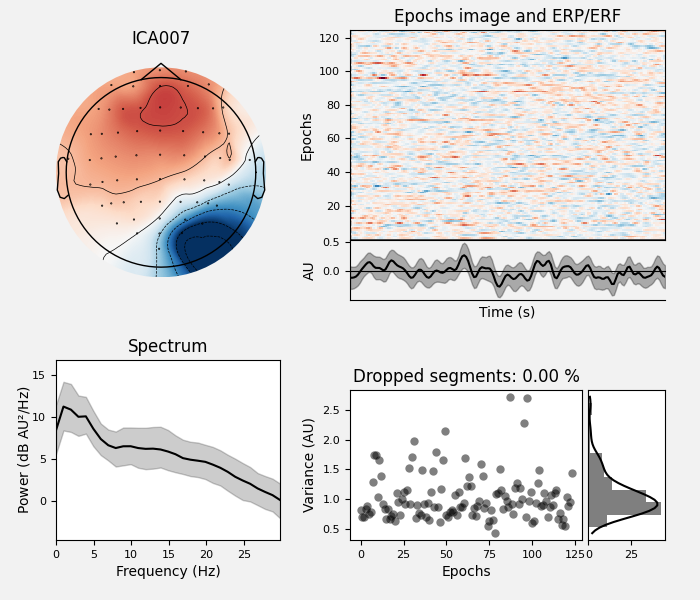 ICA007
Epochs image and ERP/ERF
120
100
80
60
40
20
Epochs
0.5
0.0
AU
Time (s)
Spectrum
15
10
5
0
Power (dB AU²/Hz)
0 5 10 15 20 25
Frequency (Hz)
Dropped segments: 0.00 %
2.5
2.0
1.5
1.0
0.5
Variance (AU)
0 25 50 75 100 125
Epochs
0 25